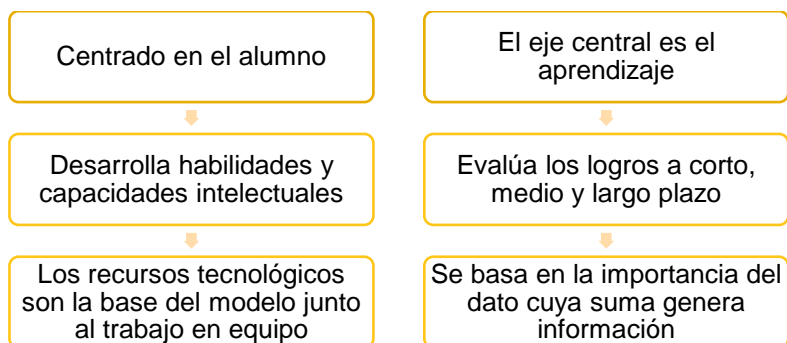 Centrado en el alumno
Desarrolla habilidades y
capacidades intelectuales
Los recursos tecnológicos
son la base del modelo junto
al trabajo en equipo
El eje central es el
aprendizaje
Evalúa los logros a corto,
medio y largo plazo
Se basa en la importancia del
dato cuya suma genera
información